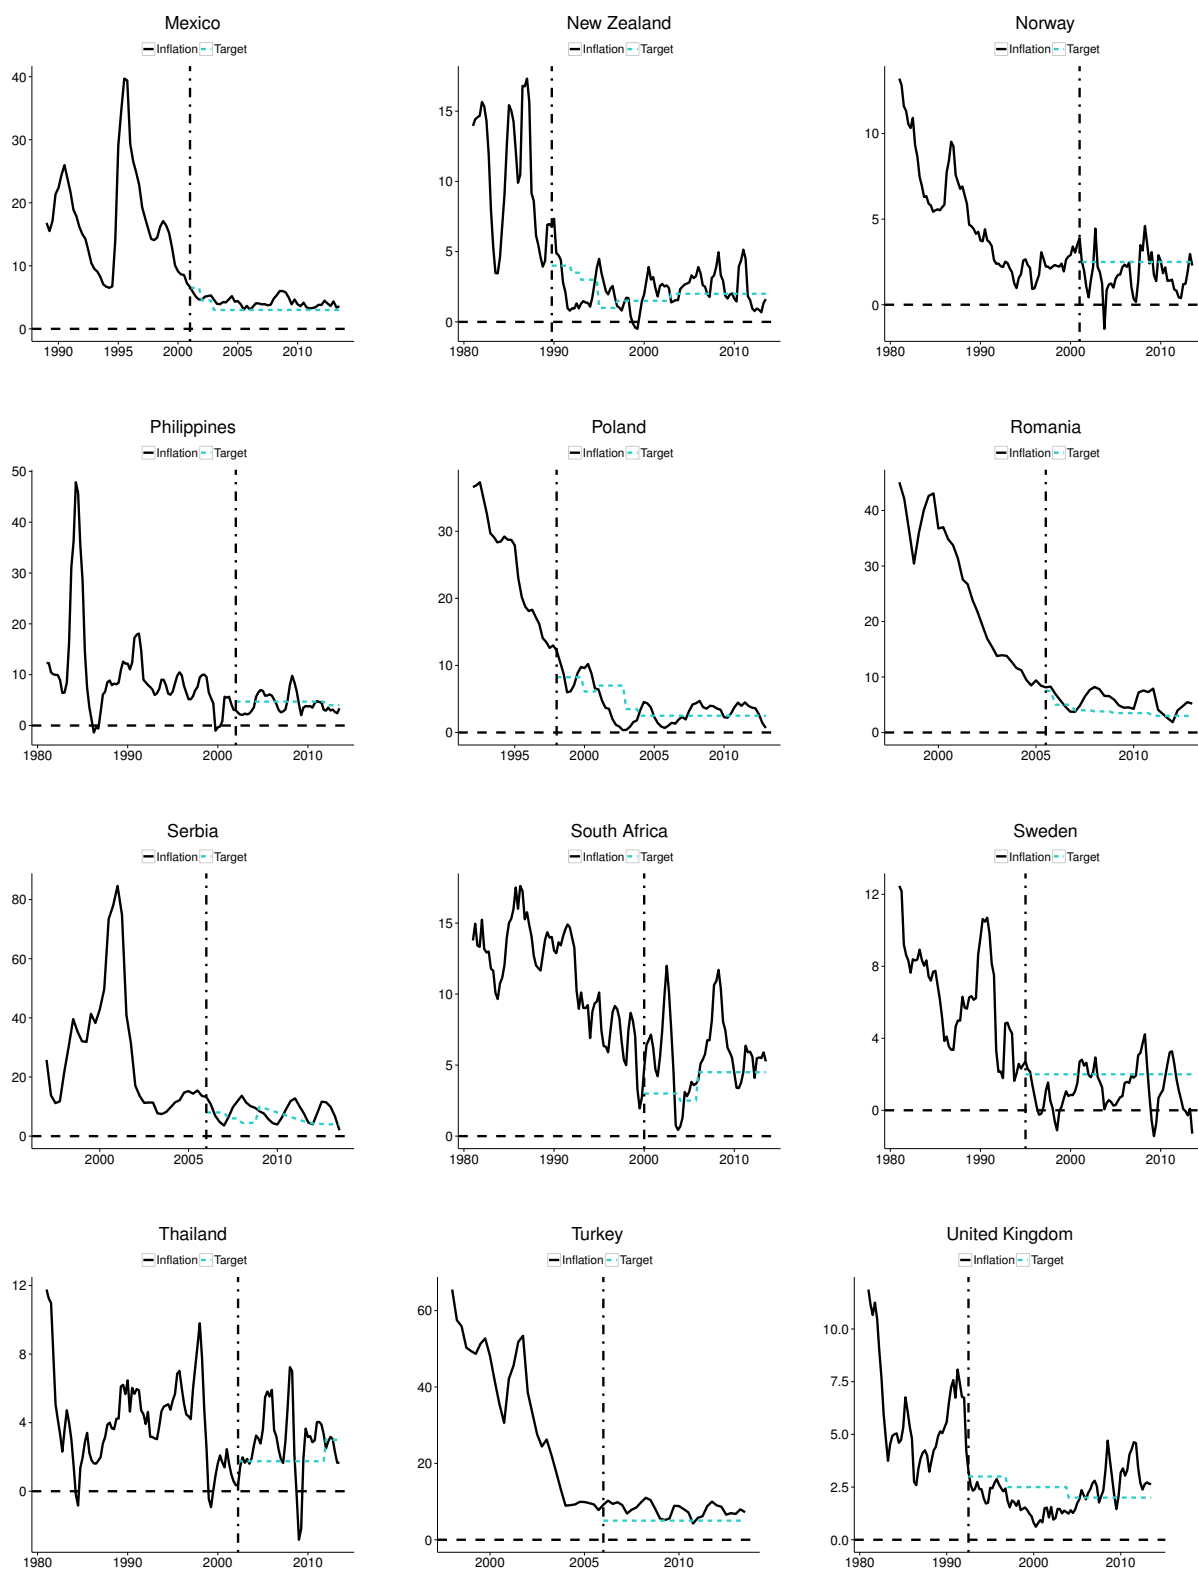 Mexico
Inflation Target
40
30
20
10
0
1990 1995 2000 2005 2010
New Zealand
Inflation Target
15
10
5
0
1980 1990 2000 2010
Norway
Inflation Target
10
5
0
1980 1990 2000 2010
Philippines
Inflation Target
50
40
30
20
10
0
1980 1990 2000 2010
Poland
Inflation Target
30
20
10
0
1995 2000 2005 2010
Romania
Inflation Target
40
30
20
10
0
2000 2005 2010
Serbia
Inflation Target
80
60
40
20
0
2000 2005 2010
South Africa
Inflation Target
15
10
5
0
1980 1990 2000 2010
Sweden
Inflation Target
12
8
4
0
1980 1990 2000 2010
Thailand
Inflation Target
12
8
4
0
1980 1990 2000 2010
Turkey
Inflation Target
60
40
20
0
2000 2005 2010
United Kingdom
Inflation Target
10.0
7.5
5.0
2.5
0.0
1980 1990 2000 2010